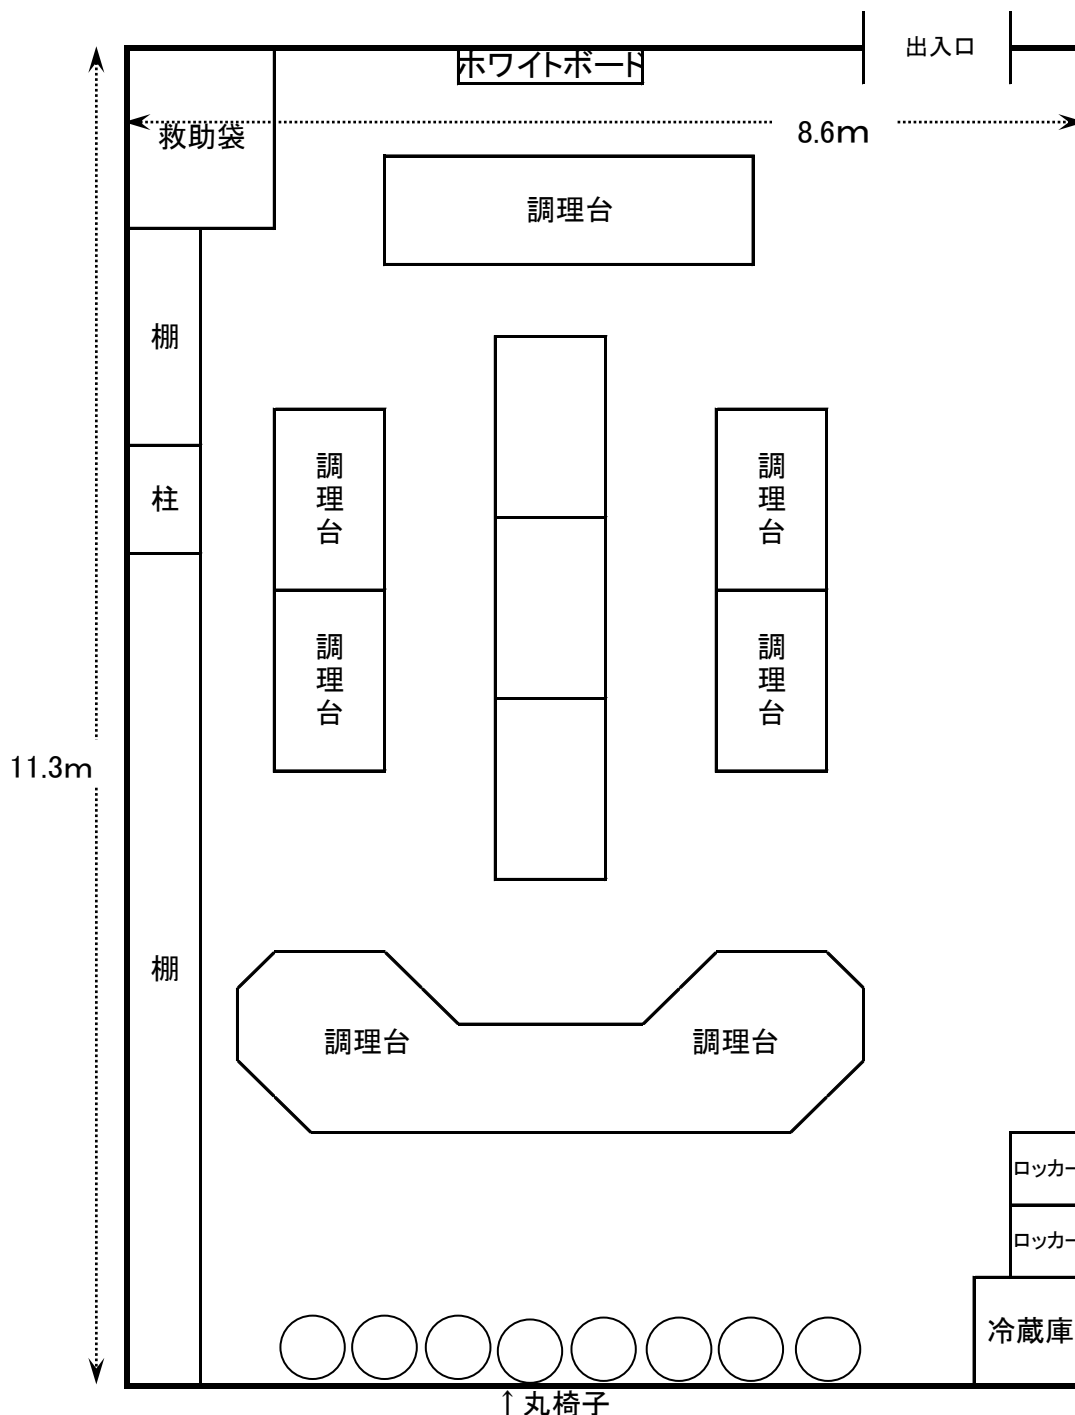 出入口
ホワイトボード
救助袋
8.6m
調理台
棚
柱
調理台
調理台
調理台
調理台
11.3m
棚
調理台
調理台
ロッカー
ロッカー
冷蔵庫
↑丸椅子